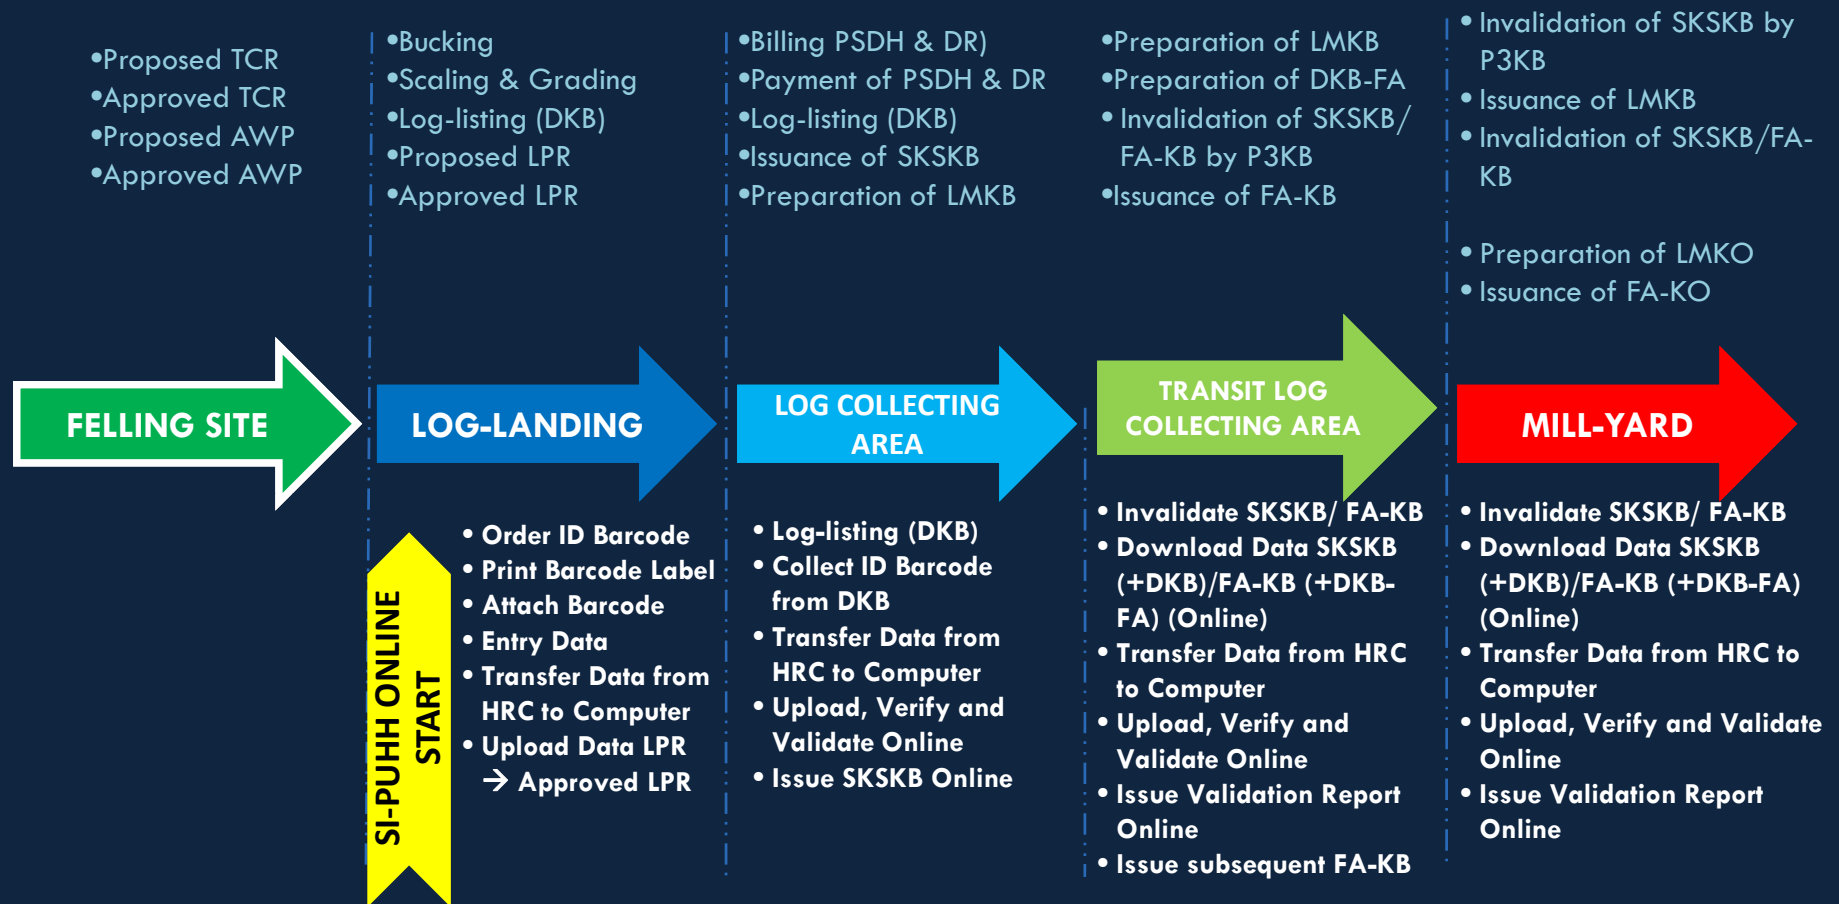 •Proposed TCR
•Approved TCR
•Proposed AWP
•Approved AWP
•Bucking
•Scaling & Grading
•Log-listing (DKB)
•Proposed LPR
•Approved LPR
•Billing PSDH & DR)
•Payment of PSDH & DR
•Log-listing (DKB)
•Issuance of SKSKB
•Preparation of LMKB
•Preparation of LMKB
•Preparation of DKB-FA
• Invalidation of SKSKB/
FA-KB by P3KB
•Issuance of FA-KB
• Invalidation of SKSKB by
P3KB
• Issuance of LMKB
• Invalidation of SKSKB/FA-
KB
• Preparation of LMKO
• Issuance of FA-KO
FELLING SITE
LOG-LANDING
LOG COLLECTING
AREA
TRANSIT LOG
COLLECTING AREA
MILL-YARD
SI-PUHH ONLINE
START
• Order ID Barcode
• Print Barcode Label
• Attach Barcode
• Entry Data
• Transfer Data from
HRC to Computer
• Upload Data LPR
→ Approved LPR
• Log-listing (DKB)
• Collect ID Barcode
from DKB
• Transfer Data from
HRC to Computer
• Upload, Verify and
Validate Online
• Issue SKSKB Online
• Invalidate SKSKB/ FA-KB
• Download Data SKSKB
(+DKB)/FA-KB (+DKB-
FA) (Online)
• Transfer Data from HRC
to Computer
• Upload, Verify and
Validate Online
• Issue Validation Report
Online
• Issue subsequent FA-KB
• Invalidate SKSKB/ FA-KB
• Download Data SKSKB
(+DKB)/FA-KB (+DKB-FA)
(Online)
• Transfer Data from HRC to
Computer
• Upload, Verify and Validate
Online
• Issue Validation Report
Online